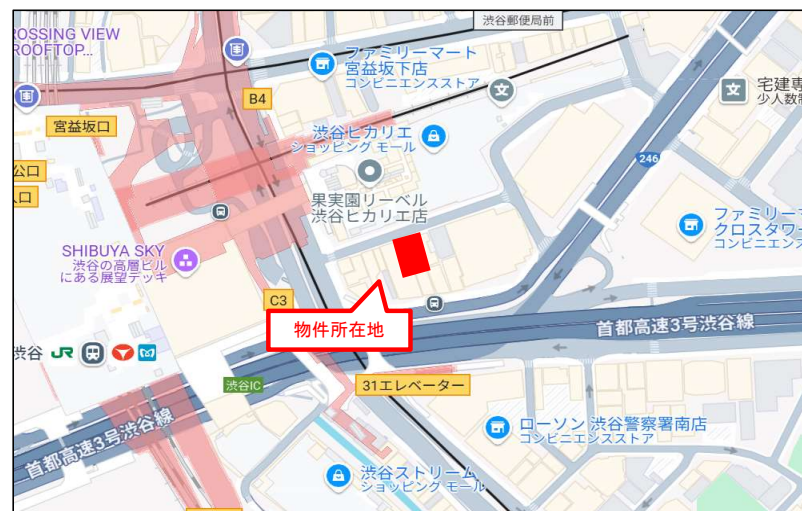 渋谷郵便局前
ROSSING VIEW
ROOFTOP...
ファミリーマート
宮益坂下店
コンビニエンスストア
B4
文
文
宅建専
少人数制
宮益坂口
渋谷ヒカリエ
ショッピング モール
246
公口
果実園リーベル
渋谷ヒカリエ店
ファミリーマ
クロスタワー
コンビニエンス
SHIBUYA SKY
渋谷の高層ビル
にある展望デッキ
C3
物件所在地
首都高速3号渋谷線
渋谷 JR
渋谷IC
31エレベーター
ローソン 渋谷警察署南店
コンビニエンスストア
首都高速3号渋谷線
渋谷ストリーム
ショッピング モール